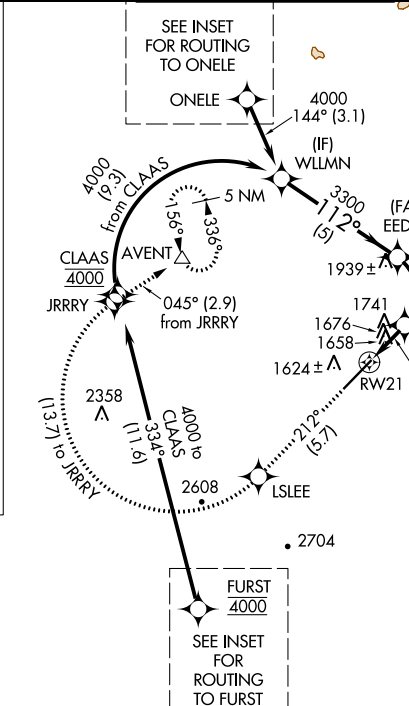 SEE INSET
FOR ROUTING
TO ONELE
ONELE
4000
144° (3.1)
(IF)
WLLMN
4000
(9.3)
from CLAAS
5 NM
156°
336°
3300
112°
(5)
(FA
EED
CLAAS
4000
AVENT
1939 ±
JRRRY
045° (2.9)
from JRRRY
1741
1676
1658
1624 ±
RW21
2358
4000 to
CLAAS
334°
(11.6)
212°
(5.7)
(13.7) to JRRRY
LSLEE
2608
2704
FURST
4000
SEE INSET
FOR
ROUTING
TO FURST